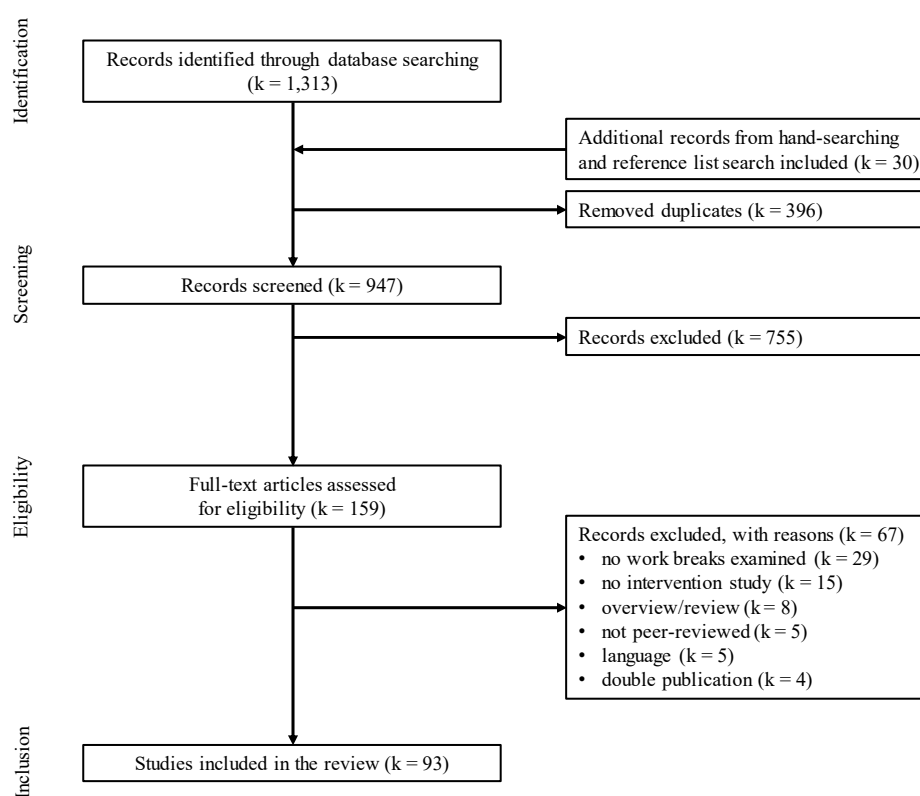 Identification
Records identified through database searching
(k = 1,313)
Additional records from hand-searching
and reference list search included (k = 30)
Removed duplicates (k = 396)
Screening
Records screened (k = 947)
Records excluded (k = 755)
Eligibility
Full-text articles assessed
for eligibility (k = 159)
Records excluded, with reasons (k = 67)
• no work breaks examined (k = 29)
• no intervention study (k = 15)
• overview/review (k = 8)
• not peer-reviewed (k = 5)
• language (k = 5)
• double publication (k = 4)
Inclusion
Studies included in the review (k = 93)